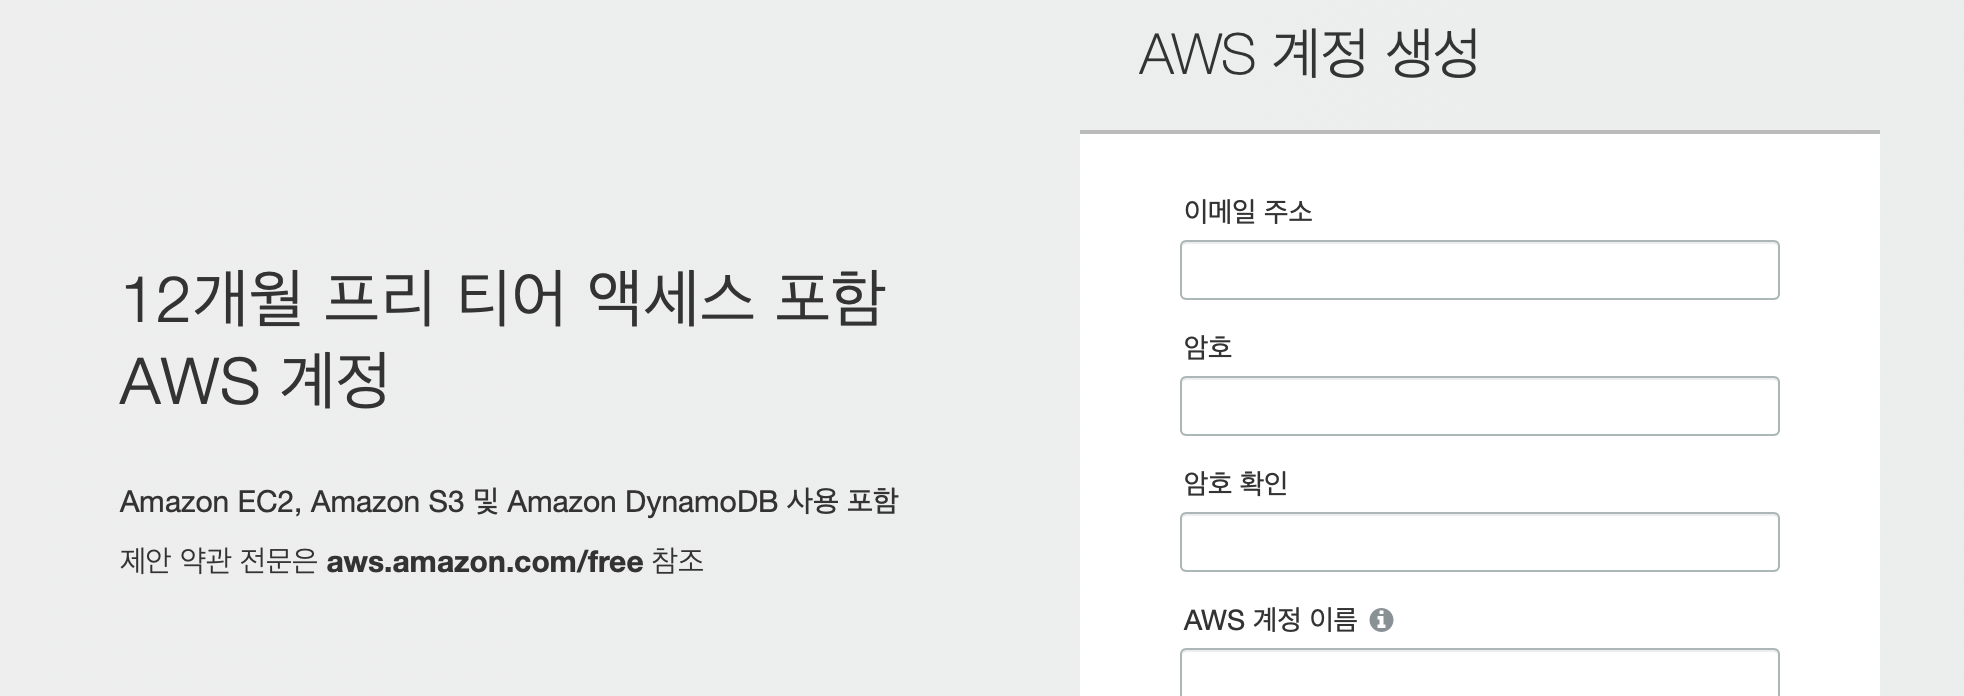 12개월 프리 티어 액세스 포함
AWS 계정
Amazon EC2, Amazon S3 및 Amazon DynamoDB 사용 포함
제안 약관 전문은 aws.amazon.com/free 참조
AWS 계정 생성
이메일 주소
암호
암호 확인
AWS 계정 이름